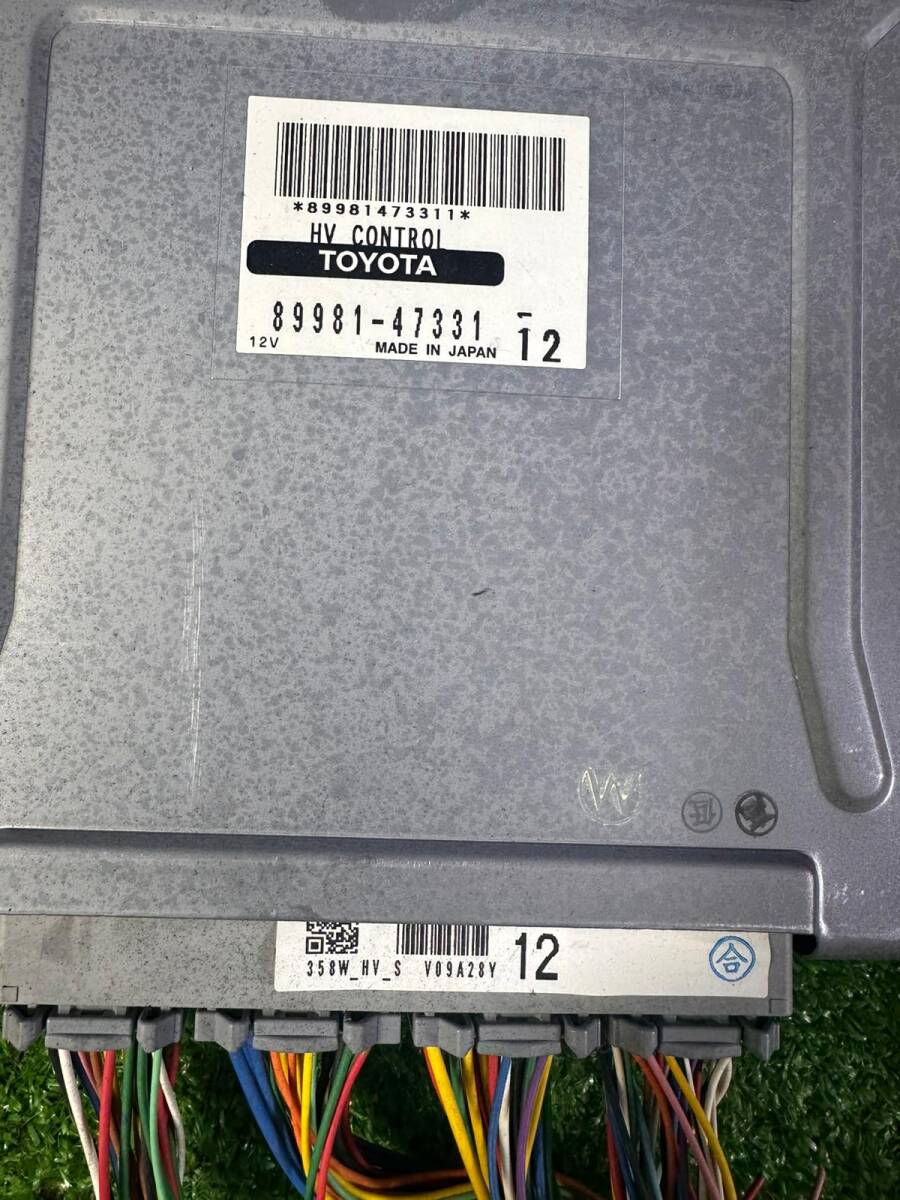 *89981473311*
HV CONTROL
TOYOTA
89981-47331 -
12V
MADE IN JAPAN
12
W
358W_HV_S V09A28Y
12
合